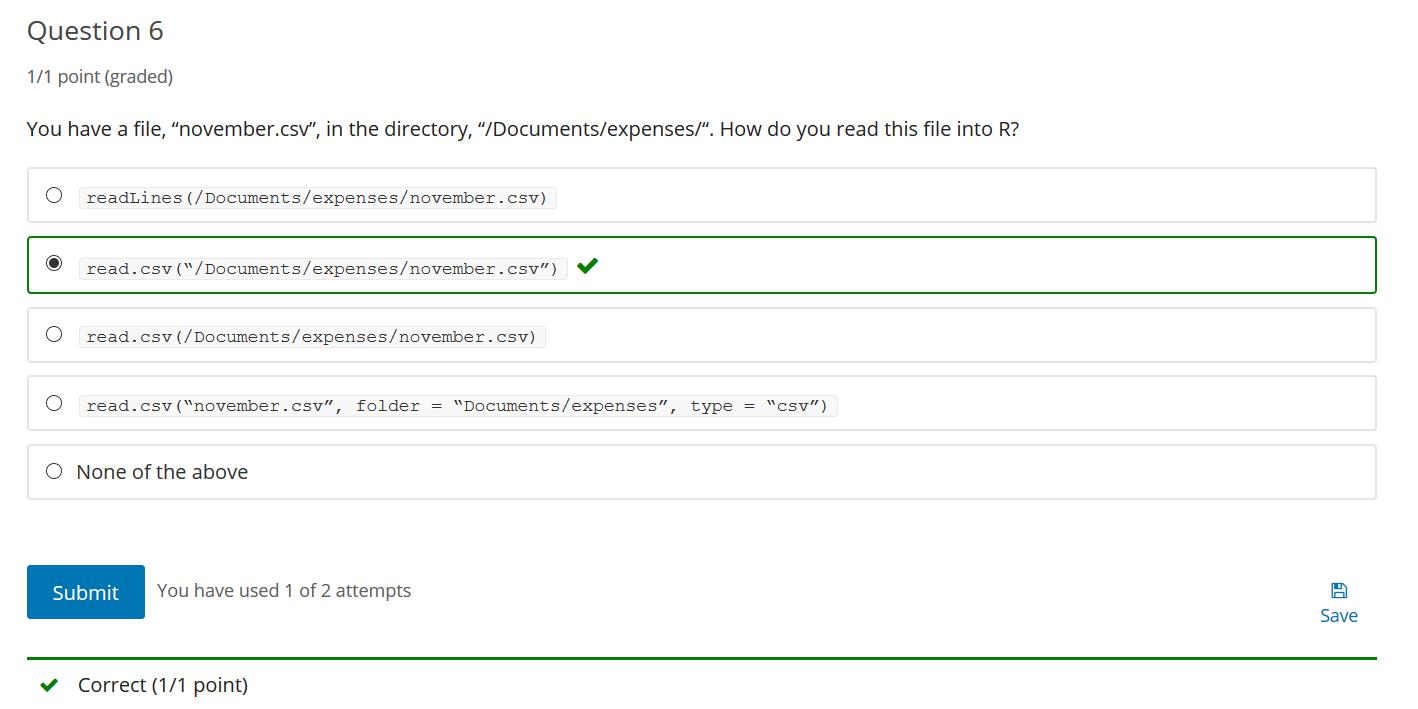 Question 6
1/1 point (graded)
You have a file, “november.csv”, in the directory, “/Documents/expenses/“. How do you read this file into R?
readLines(/Documents/expenses/november.csv)
read.csv(“/Documents/expenses/november.csv”)
read.csv(/Documents/expenses/november.csv)
read.csv(“november.csv”, folder = “Documents/expenses”, type = “csv”)
None of the above
Submit
You have used 1 of 2 attempts
Save
Correct (1/1 point)